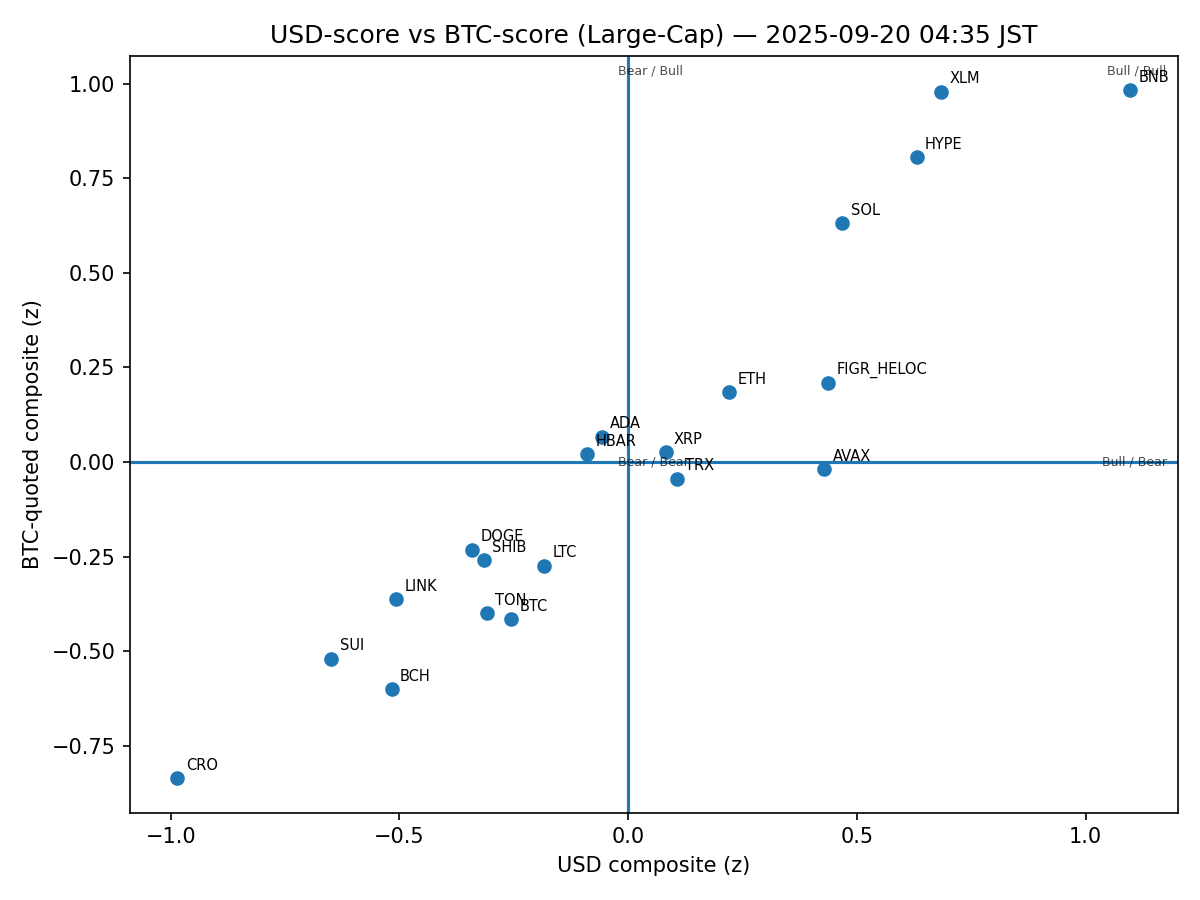 USD-score vs BTC-score (Large-Cap) — 2025-09-20 04:35 JST
Bear / Bull
Bull / Bull
BNB
XLM
HYPE
SOL
FIGR_HELOC
ETH
ADA
HBAR
XRP
Bear / Bear
TRX
AVAX
Bull / Bear
DOGE
SHIB
LTC
LINK
TON
BTC
SUI
BCH
CRO
1.00
0.75
0.50
0.25
0.00
−0.25
−0.50
−0.75
BTC-quoted composite (z)
−1.0
−0.5
0.0
0.5
1.0
USD composite (z)